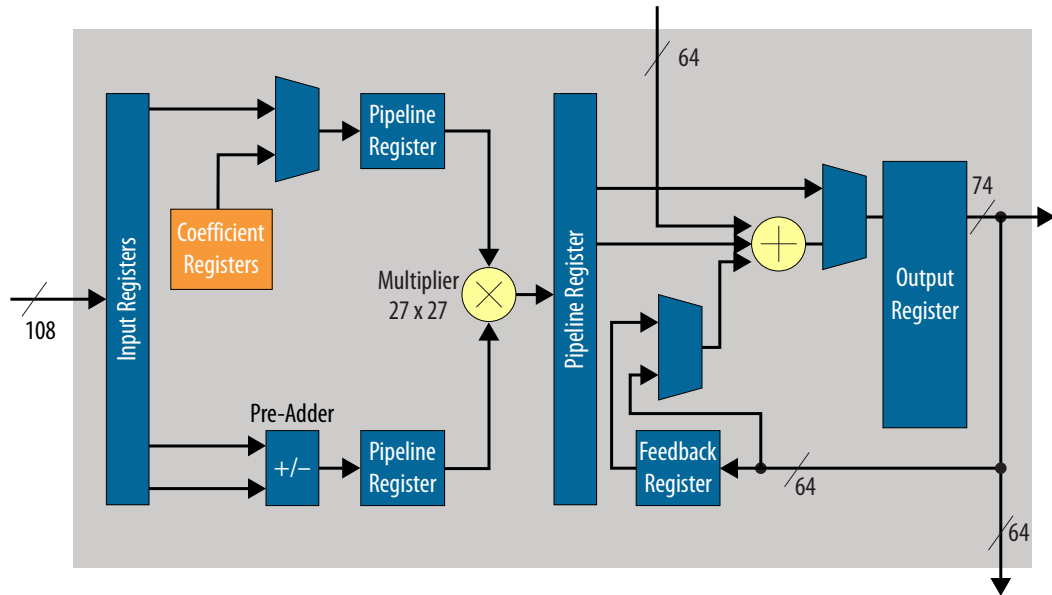 64
Input Registers
Pipeline
Register
Coefficient
Registers
Multiplier
27 x 27
×
Pipeline Register
+
74
Output
Register
108
Pre-Adder
+/−
Pipeline
Register
Feedback
Register
64
64